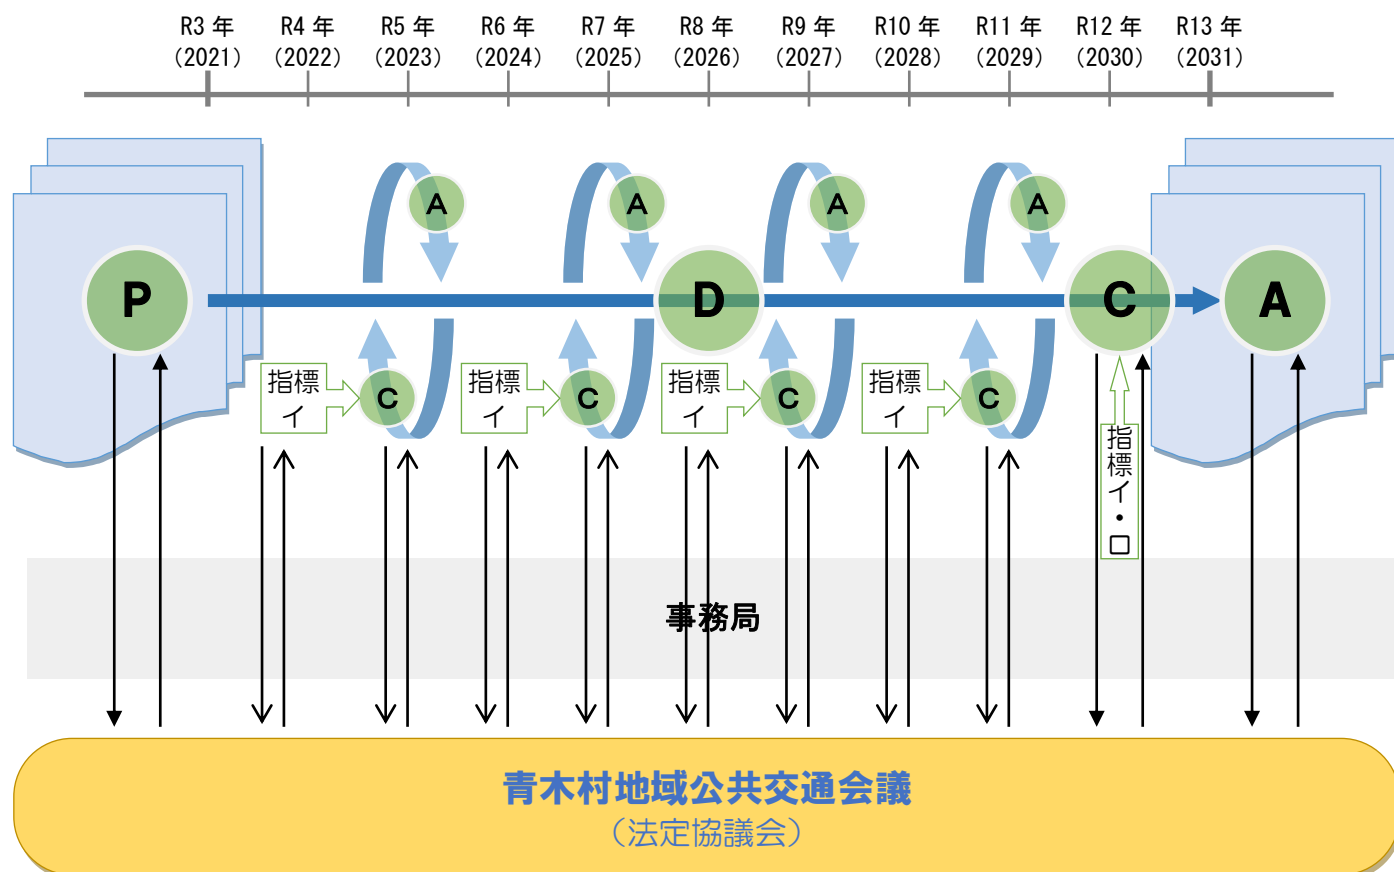 R3 年 R4 年 R5 年 R6 年 R7 年 R8 年 R9 年 R10 年 R11 年 R12 年 R13 年
(2021) (2022) (2023) (2024) (2025) (2026) (2027) (2028) (2029) (2030) (2031)
A A A A
P D C A
指標 指標 指標 指標
イ イ イ イ
C C C C
指標イ・ロ
事務局
青木村地域公共交通会議
（法定協議会）